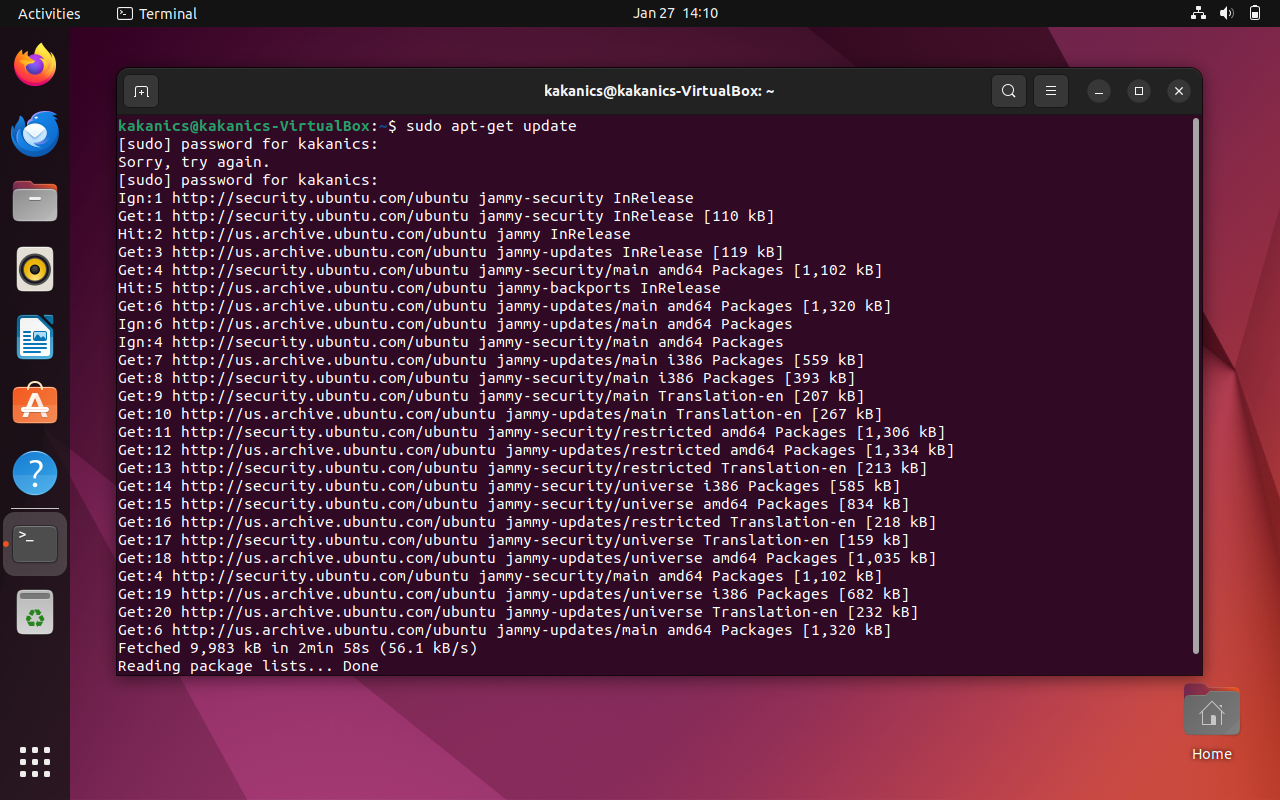 Activities
Terminal
Jan 27 14:10
kakanics@kakanics-VirtualBox: ~
kakanics@kakanics-VirtualBox:~$ sudo apt-get update
[sudo] password for kakanics:
Sorry, try again.
[sudo] password for kakanics:
Ign:1 http://security.ubuntu.com/ubuntu jammy-security InRelease
Get:1 http://security.ubuntu.com/ubuntu jammy-security InRelease [110 kB]
Hit:2 http://us.archive.ubuntu.com/ubuntu jammy InRelease
Get:3 http://us.archive.ubuntu.com/ubuntu jammy-updates InRelease [119 kB]
Get:4 http://security.ubuntu.com/ubuntu jammy-security/main amd64 Packages [1,102 kB]
Hit:5 http://us.archive.ubuntu.com/ubuntu jammy-backports InRelease
Get:6 http://us.archive.ubuntu.com/ubuntu jammy-updates/main amd64 Packages [1,320 kB]
Ign:6 http://us.archive.ubuntu.com/ubuntu jammy-updates/main amd64 Packages
Ign:4 http://security.ubuntu.com/ubuntu jammy-security/main amd64 Packages
Get:7 http://us.archive.ubuntu.com/ubuntu jammy-updates/main i386 Packages [559 kB]
Get:8 http://security.ubuntu.com/ubuntu jammy-security/main i386 Packages [393 kB]
Get:9 http://security.ubuntu.com/ubuntu jammy-security/main Translation-en [207 kB]
Get:10 http://us.archive.ubuntu.com/ubuntu jammy-updates/main Translation-en [267 kB]
Get:11 http://security.ubuntu.com/ubuntu jammy-security/restricted amd64 Packages [1,306 kB]
Get:12 http://us.archive.ubuntu.com/ubuntu jammy-updates/restricted amd64 Packages [1,334 kB]
Get:13 http://security.ubuntu.com/ubuntu jammy-security/restricted Translation-en [213 kB]
Get:14 http://security.ubuntu.com/ubuntu jammy-security/universe i386 Packages [585 kB]
Get:15 http://security.ubuntu.com/ubuntu jammy-security/universe amd64 Packages [834 kB]
Get:16 http://us.archive.ubuntu.com/ubuntu jammy-updates/restricted Translation-en [218 kB]
Get:17 http://security.ubuntu.com/ubuntu jammy-security/universe Translation-en [159 kB]
Get:18 http://us.archive.ubuntu.com/ubuntu jammy-updates/universe amd64 Packages [1,035 kB]
Get:4 http://security.ubuntu.com/ubuntu jammy-security/main amd64 Packages [1,102 kB]
Get:19 http://us.archive.ubuntu.com/ubuntu jammy-updates/universe i386 Packages [682 kB]
Get:20 http://us.archive.ubuntu.com/ubuntu jammy-updates/universe Translation-en [232 kB]
Get:6 http://us.archive.ubuntu.com/ubuntu jammy-updates/main amd64 Packages [1,320 kB]
Fetched 9,983 kB in 2min 58s (56.1 kB/s)
Reading package lists... Done
Home